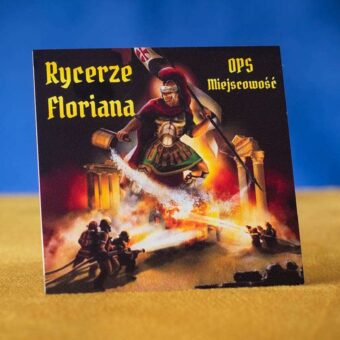 Rycerze
Floriana
OPS
Miejscowość